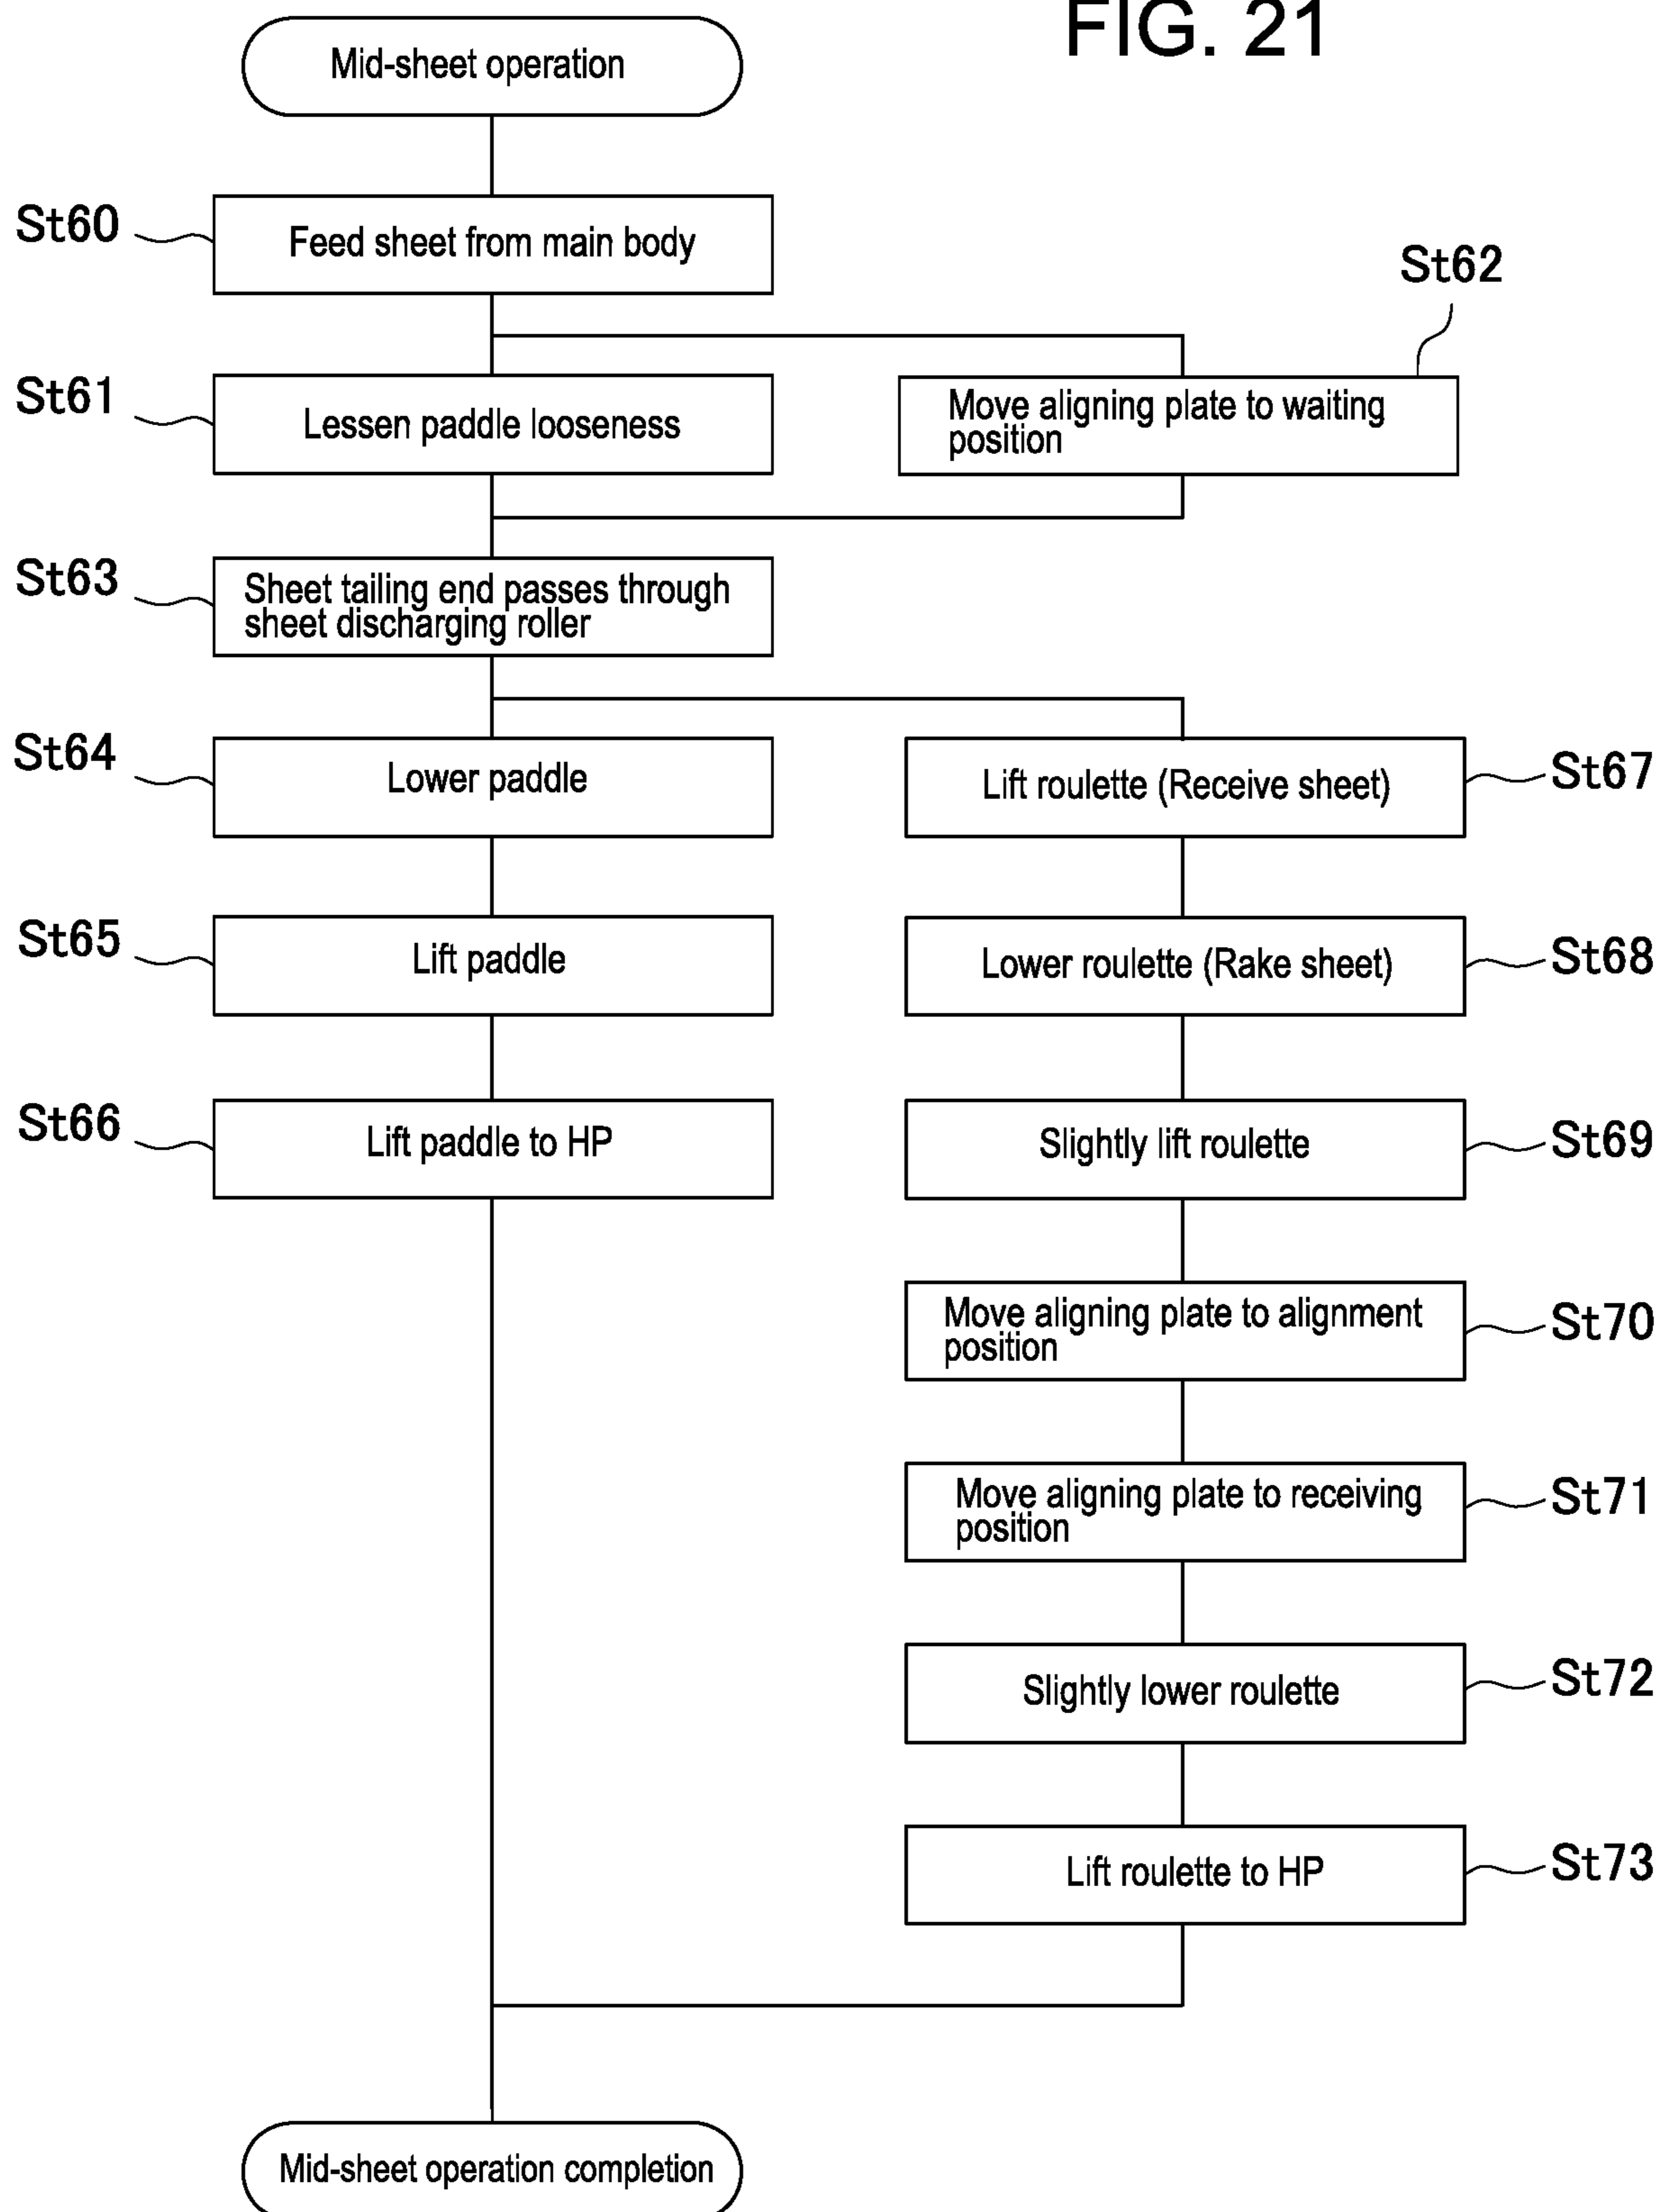 FIG. 21
Mid-sheet operation
St60
Feed sheet from main body
St62
St61
Lessen paddle looseness
Move aligning plate to waiting
position
St63
Sheet tailing end passes through
sheet discharging roller
St64
Lower paddle
Lift roulette (Receive sheet)
St67
St65
Lift paddle
Lower roulette (Rake sheet)
St68
St66
Lift paddle to HP
Slightly lift roulette
St69
Move aligning plate to alignment
position
St70
Move aligning plate to receiving
position
St71
Slightly lower roulette
St72
Lift roulette to HP
St73
Mid-sheet operation completion